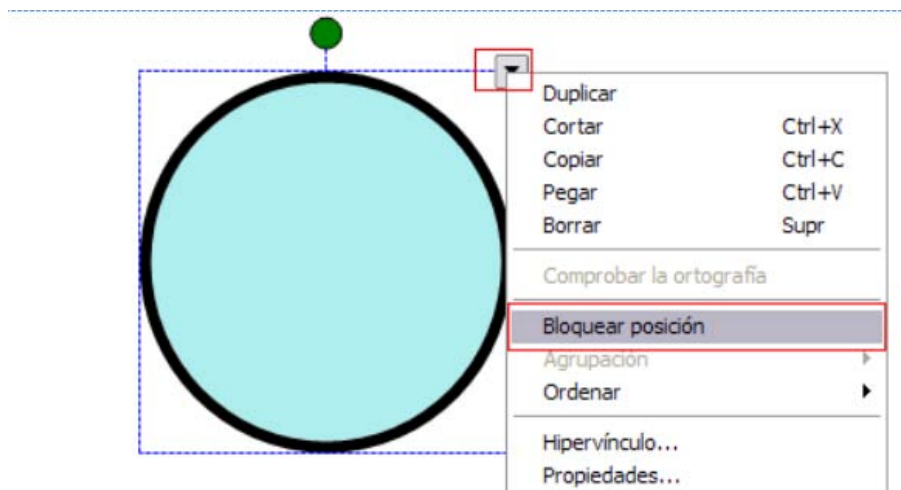 Duplicar
Cortar Ctrl+X
Copiar Ctrl+C
Pegar Ctrl+V
Borrar Supr
Comprobar la ortografía
Bloquear posición
Agrupación
Ordenar
Hipervínculo...
Propiedades...